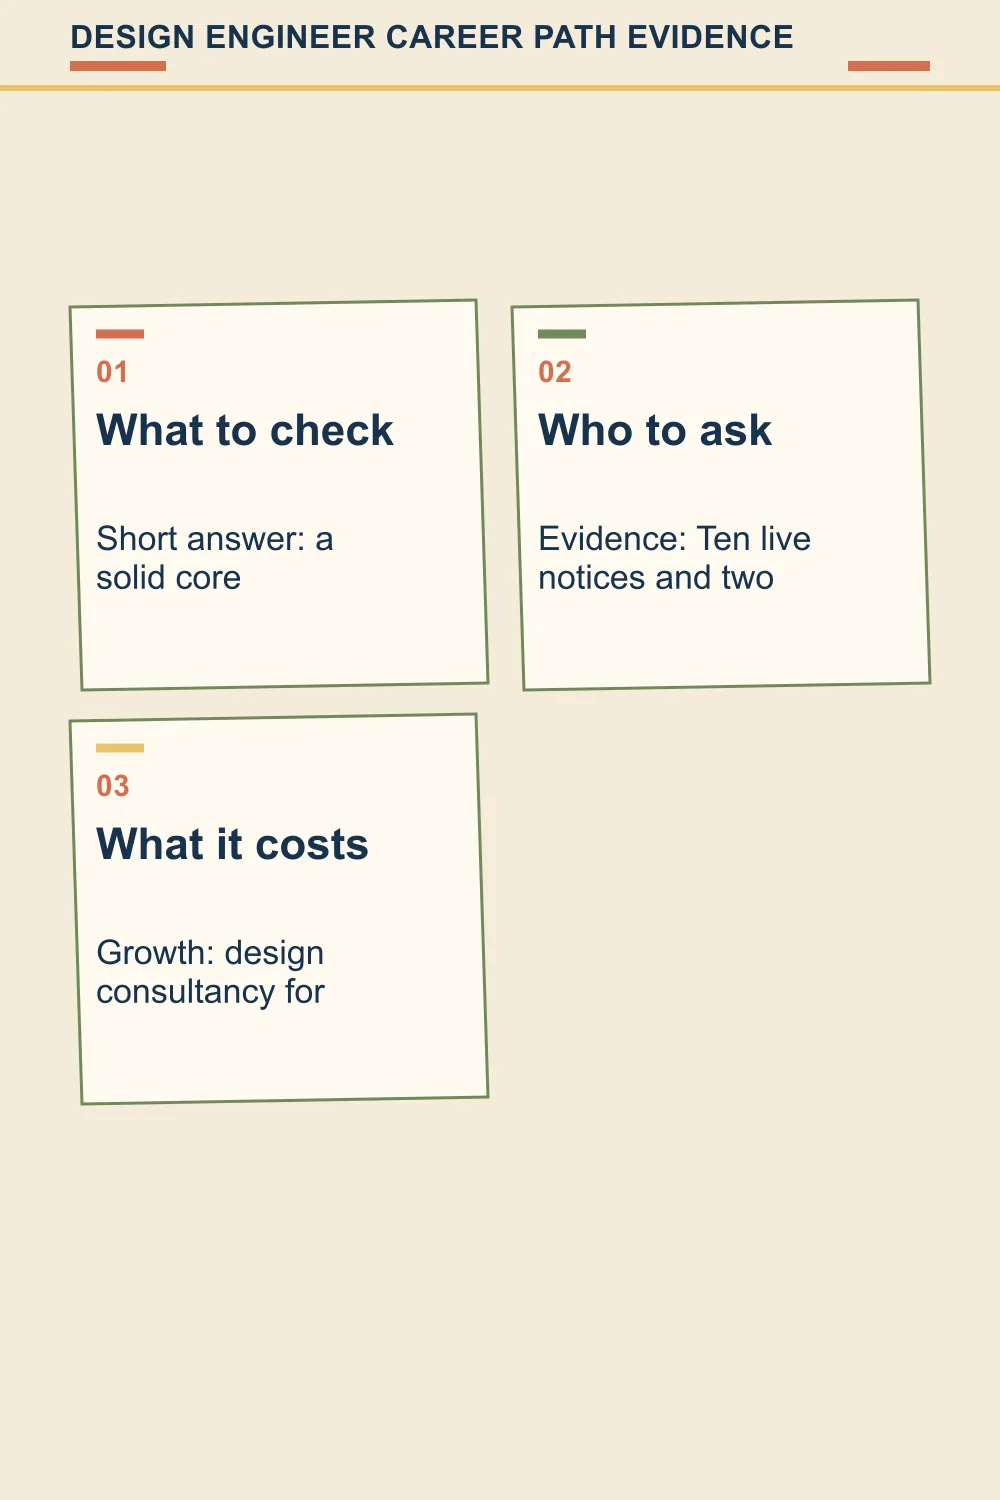 DESIGN ENGINEER CAREER PATH EVIDENCE
01
What to check
Short answer: a
solid core
02
Who to ask
Evidence: Ten live
notices and two
03
What it costs
Growth: design
consultancy for